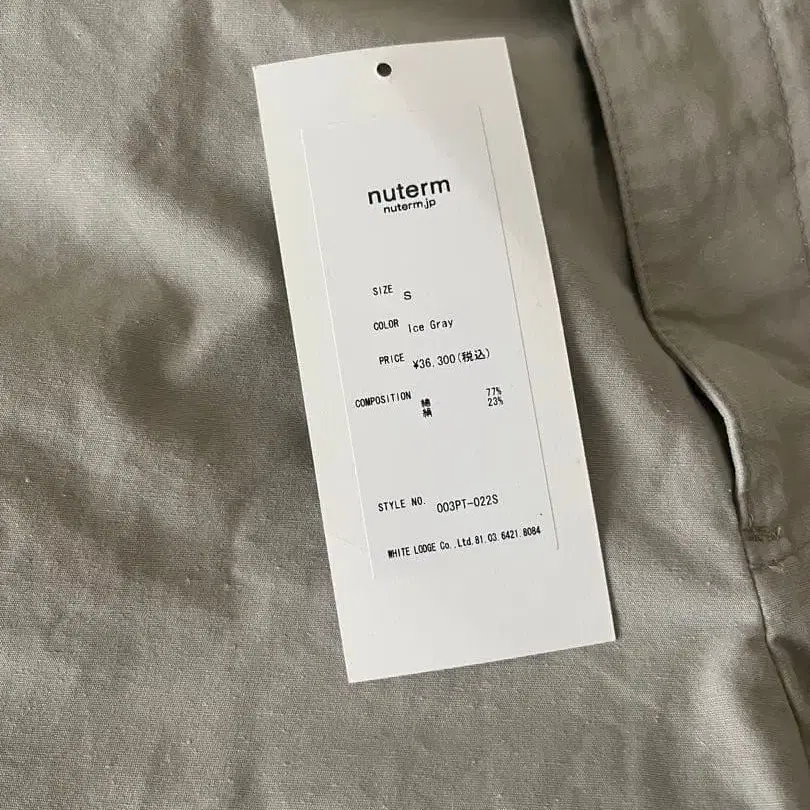 nuterm
nuterm.jp
SIZE S
COLOR Ice Gray
PRICE ¥36,300(税込)
COMPOSITION 綿 77%
絹 23%
STYLE NO. 003PT-022S
WHITE LODGE Co.,Ltd.81.03.6421.8084